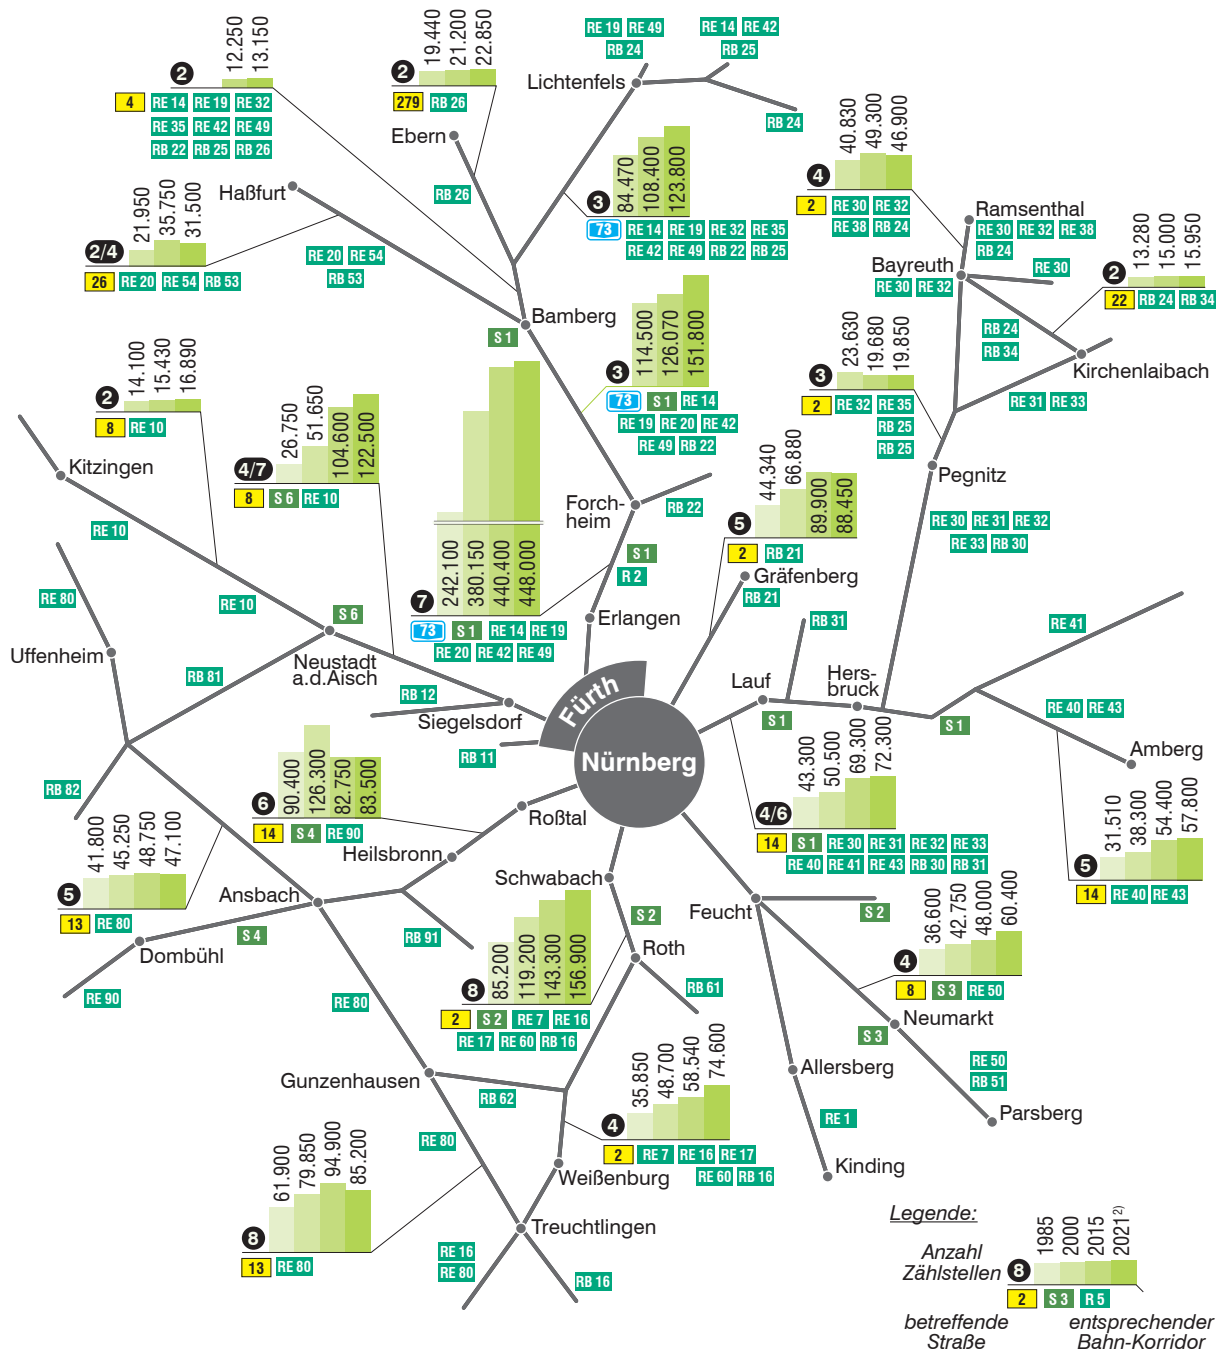 12.250
13.150
2
4 RE 14 RE 19 RE 32
RE 35 RE 42 RE 49
RB 22 RB 25 RB 26
19.440
21.200
22.850
2
279 RB 26
Ebern
RB 26
RE 19 RE 49
RB 24
RE 14 RE 42
RB 25
Lichtenfels
RB 24
84.470
108.400
123.800
3
73 RE 14 RE 19 RE 32 RE 35
RE 42 RE 49 RB 22 RB 25
40.830
49.300
46.900
4
2 RE 30 RE 32
RE 38 RB 24
Ramsenthal
RE 30 RE 32 RE 38
RB 24
Bayreuth
RE 30 RE 32
RE 30
13.280
15.000
15.950
2
22 RB 24 RB 34
RB 24
RB 34
Kirchenlaibach
RE 31 RE 33
Haßfurt
21.950
35.750
31.500
2/4
26 RE 20 RE 54 RB 53
RE 20 RE 54
RB 53
Bamberg
S 1
114.500
126.070
151.800
3
73 S 1 RE 14
RE 19 RE 20 RE 42
RE 49 RB 22
23.630
19.680
19.850
3
2 RE 32 RE 35
RB 25
RB 25
Pegnitz
RE 30 RE 31 RE 32
RE 33 RB 30
14.100
15.430
16.890
2
8 RE 10
Kitzingen
RE 10
RE 10
26.750
51.650
104.600
122.500
4/7
8 S 6 RE 10
242.100
380.150
440.400
448.000
7
73 S 1 RE 14 RE 19
RE 20 RE 42 RE 49
Forch-
heim
RB 22
S 1
R 2
Erlangen
44.340
66.880
89.900
88.450
5
2 RB 21
Gräfenberg
RB 21
RB 31
RE 41
RE 80
Uffenheim
S 6
Neustadt
a.d.Aisch
RB 81
RB 12
Siegelsdorf
RB 11
Fürth
Nürnberg
Lauf
Hers-
bruck
S 1
S 1
RE 40 RE 43
Amberg
RB 82
90.400
126.300
82.750
83.500
6
14 S 4 RE 90
Roßtal
Heilsbronn
43.300
50.500
69.300
72.300
4/6
14 S 1 RE 30 RE 31 RE 32 RE 33
RE 40 RE 41 RE 43 RB 30 RB 31
31.510
38.300
54.400
57.800
5
14 RE 40 RE 43
41.800
45.250
48.750
47.100
5
13 RE 80
Ansbach
S 4
Dombühl
RE 90
RB 91
RE 80
Schwabach
S 2
Roth
RB 61
85.200
119.200
143.300
156.900
8
2 S 2 RE 7 RE 16
RE 17 RE 60 RB 16
Feucht
S 2
36.600
42.750
48.000
60.400
4
8 S 3 RE 50
Neumarkt
S 3
RE 50
RB 51
Parsberg
Allersberg
RE 1
Kinding
Gunzenhausen
RB 62
RE 80
35.850
48.700
58.540
74.600
4
2 RE 7 RE 16 RE 17
RE 60 RB 16
Weißenburg
61.900
79.850
94.900
85.200
8
13 RE 80
Treuchtlingen
RE 16
RE 80
RB 16
Legende:
1985
2000
2015
2021²⁾
Anzahl
Zählstellen 8
2 S 3 R 5
betreffende
Straße
entsprechender
Bahn-Korridor